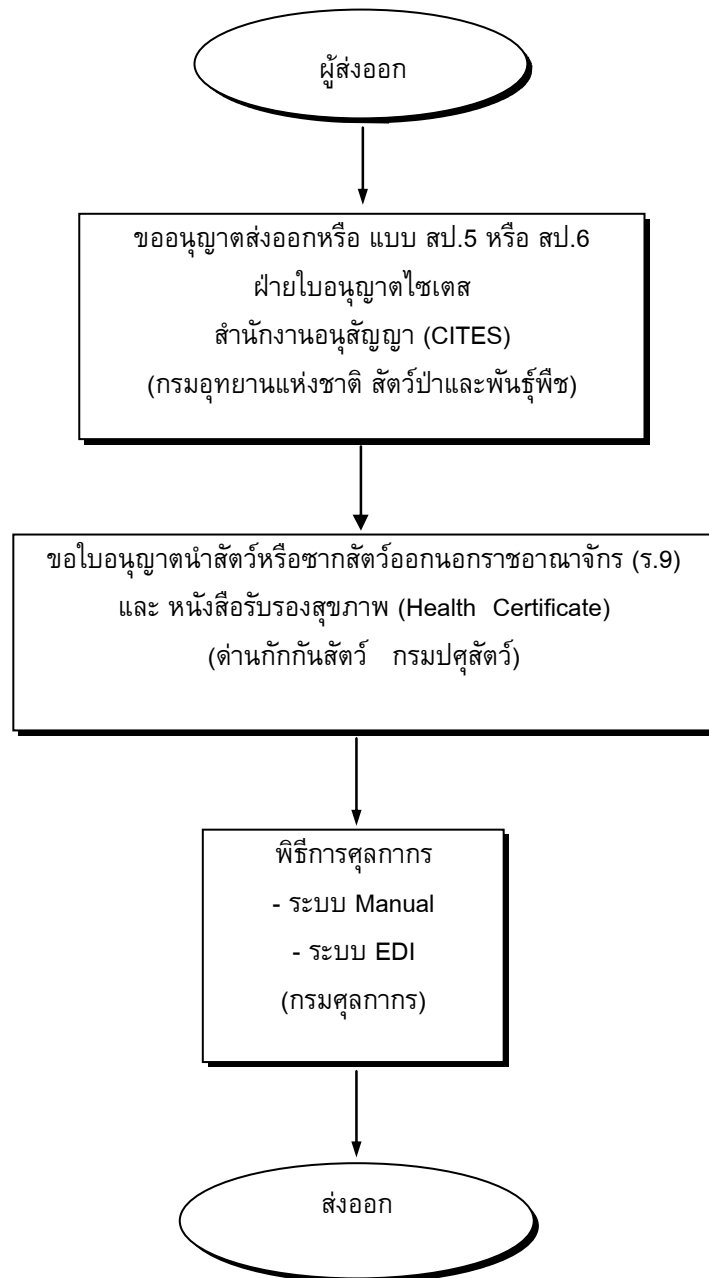 ผู้ส่งออก
ขออนุญาตส่งออกหรือ แบบ สป.5 หรือ สป.6
ฝ่ายใบอนุญาตไซเตส
สำนักงานอนุสัญญา (CITES)
(กรมอุทยานแห่งชาติ สัตว์ป่าและพันธุ์พืช)
ขอใบอนุญาตนำสัตว์หรือซากสัตว์ออกนอกราชอาณาจักร (ร.9)
และ หนังสือรับรองสุขภาพ (Health Certificate)
(ด่านกักกันสัตว์ กรมปศุสัตว์)
พิธีการศุลกากร
- ระบบ Manual
- ระบบ EDI
(กรมศุลกากร)
ส่งออก